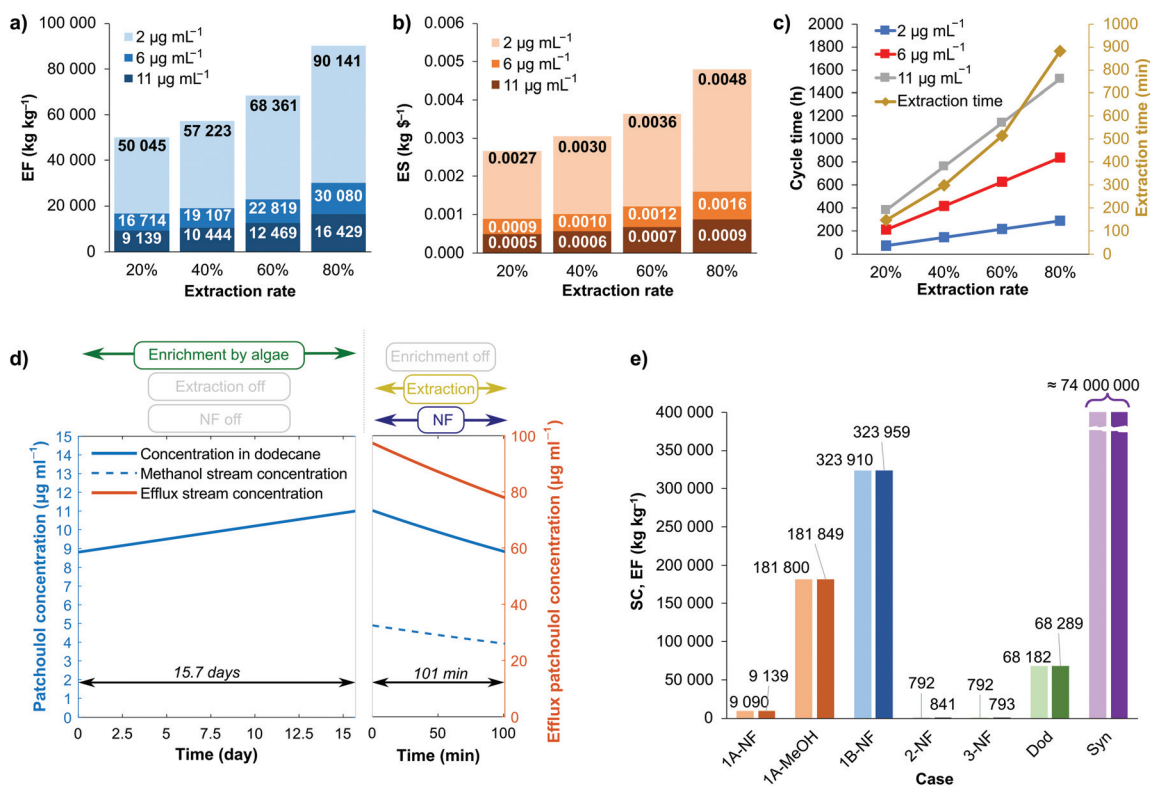 a)
100 000
80 000
60 000
40 000
20 000
0
EF (kg kg⁻¹)
2 µg mL⁻¹
6 µg mL⁻¹
11 µg mL⁻¹
50 045
57 223
68 361
90 141
16 714
19 107
22 819
30 080
9 139
10 444
12 469
16 429
20% 40% 60% 80%
Extraction rate
b)
0.006
0.005
0.004
0.003
0.002
0.001
0.000
ES (kg $⁻¹)
2 µg mL⁻¹
6 µg mL⁻¹
11 µg mL⁻¹
0.0027
0.0030
0.0036
0.0048
0.0009
0.0010
0.0012
0.0016
0.0005
0.0006
0.0007
0.0009
20% 40% 60% 80%
Extraction rate
c)
2000
1800
1600
1400
1200
1000
800
600
400
200
0
Cycle time (h)
2 µg mL⁻¹
6 µg mL⁻¹
11 µg mL⁻¹
Extraction time
1000
900
800
700
600
500
400
300
200
100
0
Extraction time (min)
20% 40% 60% 80%
Extraction rate
d)
Enrichment by algae
Extraction off
NF off
Enrichment off
Extraction
NF
15
14
13
12
11
10
9
8
7
6
5
4
3
2
1
0
Patchoulol concentration (µg ml⁻¹)
Concentration in dodecane
Methanol stream concentration
Efflux stream concentration
15.7 days
101 min
0 2.5 5 7.5 10 12.5 15
Time (day)
0 50 100
Time (min)
100
80
60
40
20
0
Efflux patchoulol concentration (µg ml⁻¹)
e)
400 000
350 000
300 000
250 000
200 000
150 000
100 000
50 000
0
SC, EF (kg kg⁻¹)
≈ 74 000 000
323 959
323 910
181 849
181 800
68 289
68 182
9 139
9 090
792
841
792
793
1A-NF
1A-MeOH
1B-NF
2-NF
3-NF
Dod
Syn
Case